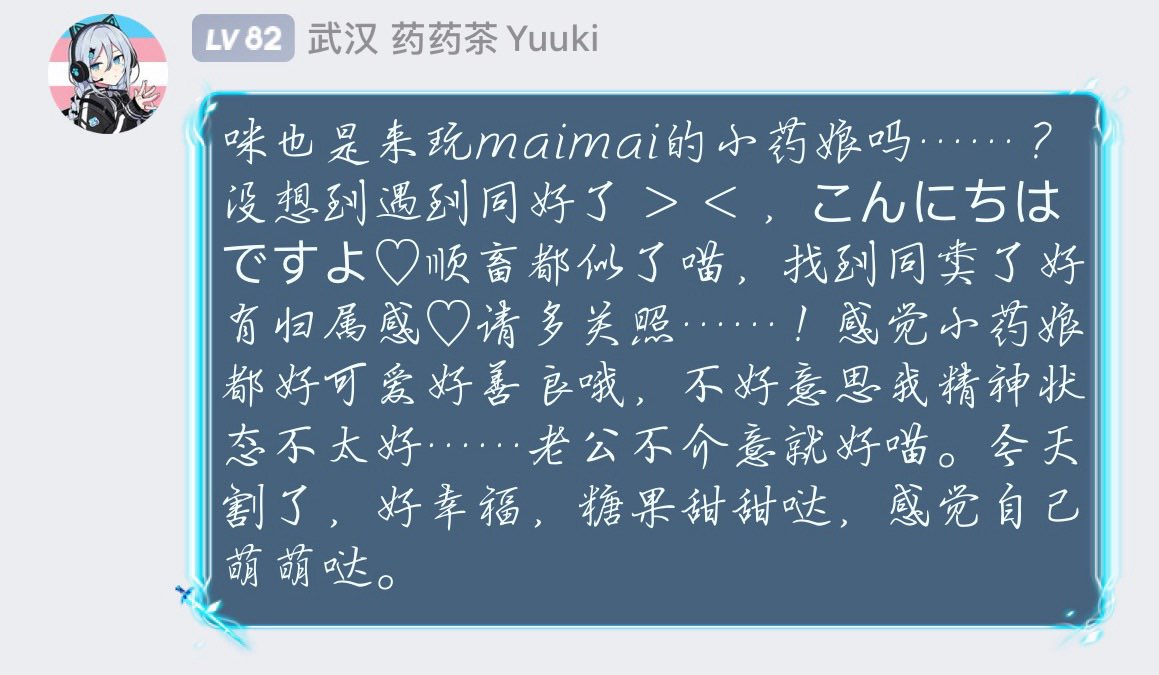 LV 82 武汉 药药茶 Yuuki
咪也是来玩maimai的小药娘吗……？
没想到遇到同好了 ＞＜ ，こんにちは
ですよ♡顺畜都似了喵，找到同类了好
有归属感♡请多关照……！感觉小药娘
都好可爱好善良哦，不好意思我精神状
态不太好……老公不介意就好喵。今天
割了，好幸福，糖果甜甜哒，感觉自己
萌萌哒。